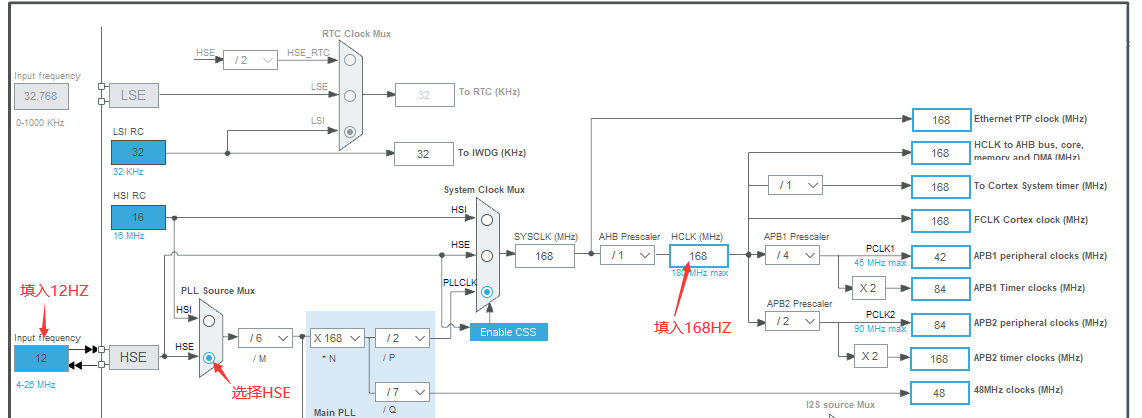 RTC Clock Mux
HSE
/ 2
HSE_RTC
Input frequency
32.768
0-1000 KHz
LSE
LSE
32
To RTC (KHz)
LSI
LSI RC
32
32 KHz
32
To IWDG (KHz)
HSI RC
16
16 MHz
System Clock Mux
HSI
HSE
PLLCLK
SYSCLK (MHz)
168
AHB Prescaler
/ 1
HCLK (MHz)
168
180 MHz max
填入168HZ
Enable CSS
填入12HZ
Input frequency
12
4-26 MHz
HSE
PLL Source Mux
HSI
HSE
选择HSE
/ 6
/ M
X 168
* N
/ 2
/ P
/ 7
/ Q
Main PLL
168
Ethernet PTP clock (MHz)
168
HCLK to AHB bus, core,
memory and DMA (MHz)
/ 1
168
To Cortex System timer (MHz)
168
FCLK Cortex clock (MHz)
APB1 Prescaler
/ 4
PCLK1
45 MHz max
42
APB1 peripheral clocks (MHz)
X 2
84
APB1 Timer clocks (MHz)
APB2 Prescaler
/ 2
PCLK2
90 MHz max
84
APB2 peripheral clocks (MHz)
X 2
168
APB2 timer clocks (MHz)
48
48MHz clocks (MHz)
I2S source Mux